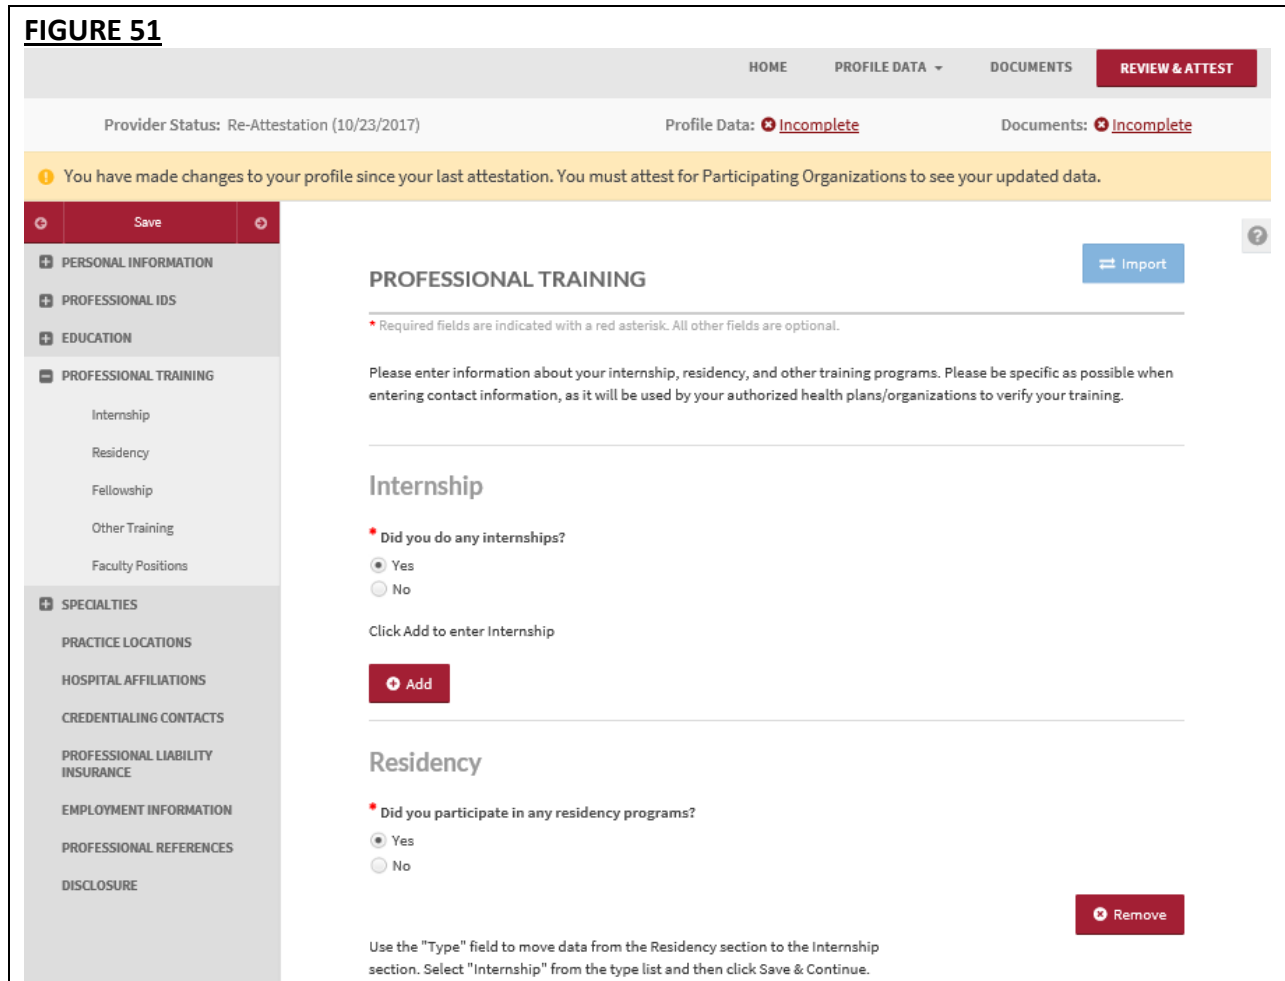 FIGURE 51
HOME PROFILE DATA DOCUMENTS REVIEW & ATTEST
Provider Status: Re-Attestation (10/23/2017) Profile Data: Incomplete Documents: Incomplete
You have made changes to your profile since your last attestation. You must attest for Participating Organizations to see your updated data.
Save
PERSONAL INFORMATION
PROFESSIONAL IDS
EDUCATION
PROFESSIONAL TRAINING
Internship
Residency
Fellowship
Other Training
Faculty Positions
SPECIALTIES
PRACTICE LOCATIONS
HOSPITAL AFFILIATIONS
CREDENTIALING CONTACTS
PROFESSIONAL LIABILITY
INSURANCE
EMPLOYMENT INFORMATION
PROFESSIONAL REFERENCES
DISCLOSURE
Import
PROFESSIONAL TRAINING
* Required fields are indicated with a red asterisk. All other fields are optional.
Please enter information about your internship, residency, and other training programs. Please be specific as possible when
entering contact information, as it will be used by your authorized health plans/organizations to verify your training.
Internship
* Did you do any internships?
Yes
No
Click Add to enter Internship
Add
Residency
* Did you participate in any residency programs?
Yes
No
Remove
Use the "Type" field to move data from the Residency section to the Internship
section. Select "Internship" from the type list and then click Save & Continue.